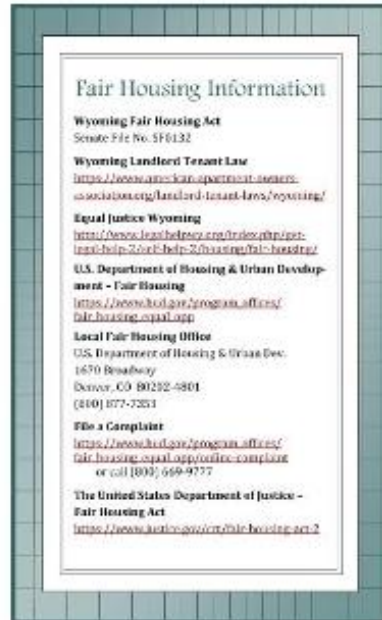 Fair Housing Information
Wyoming Fair Housing Act
Senate File No. SF0132
Wyoming Landlord Tenant Law
https://www.american-apartment-owners-
association.org/landlord-tenant-laws/wyoming/
Equal Justice Wyoming
http://www.legalhelpwy.org/index.php/get-
legal-help-2/self-help-2/housing/fair-housing/
U.S. Department of Housing & Urban Develop-
ment – Fair Housing
https://www.hud.gov/program_offices/
fair_housing_equal_opp
Local Fair Housing Office
U.S. Department of Housing & Urban Dev.
1670 Broadway
Denver, CO 80202-4801
(800) 877-7353
File a Complaint
https://www.hud.gov/program_offices/
fair_housing_equal_opp/online-complaint
or call (800) 669-9777
The United States Department of Justice –
Fair Housing Act
https://www.justice.gov/crt/fair-housing-act-2